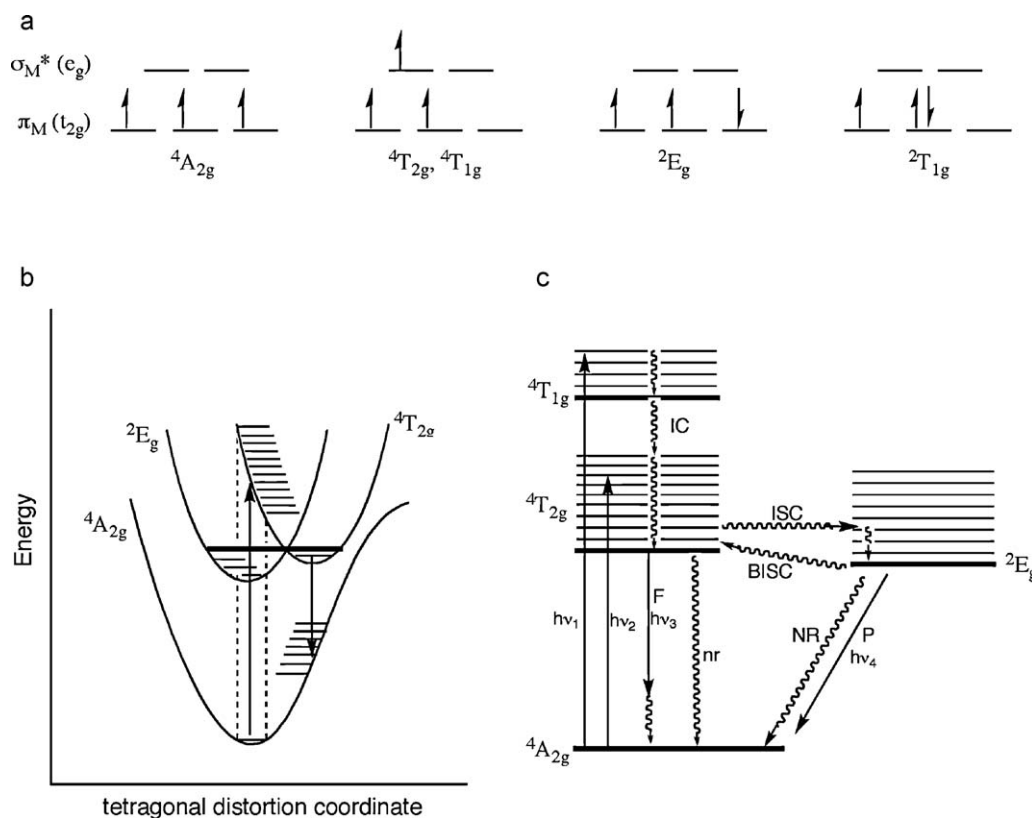 a
σM* (eg)
πM (t2g)
4A2g
4T2g, 4T1g
2Eg
2T1g
b
Energy
4A2g
2Eg
4T2g
tetragonal distortion coordinate
c
4T1g
IC
4T2g
ISC
BISC
2Eg
hν1
hν2
F
hν3
nr
NR
P
hν4
4A2g